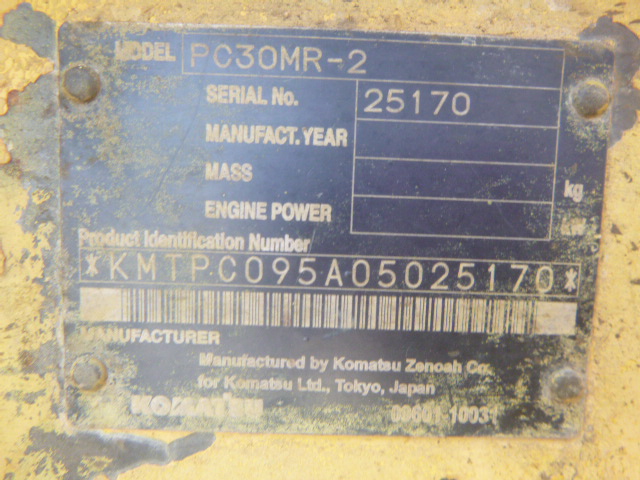 MODEL PC30MR-2
SERIAL No. 25170
MANUFACT. YEAR
MASS kg
ENGINE POWER kW
Product Identification Number
*KMTPC095A05025170*
MANUFACTURER
Manufactured by Komatsu Zenoah Co.
for Komatsu Ltd., Tokyo, Japan
KOMATSU 09601-10031